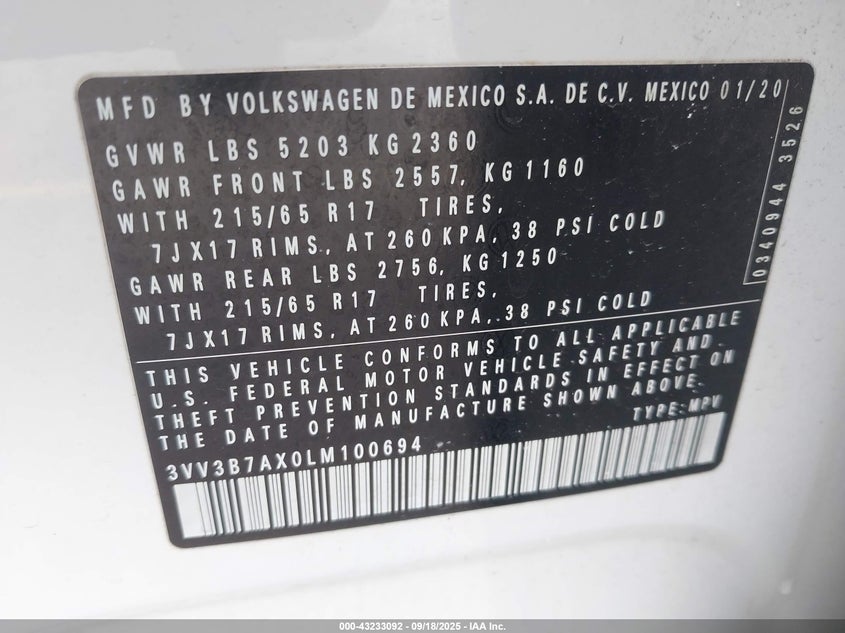 MFD BY VOLKSWAGEN DE MEXICO S.A. DE C.V. MEXICO 01/20
GVWR LBS 5203 KG 2360
GAWR FRONT LBS 2557, KG 1160
WITH 215/65 R17 TIRES,
7JX17 RIMS, AT 260 KPA, 38 PSI COLD
GAWR REAR LBS 2756, KG 1250
WITH 215/65 R17 TIRES,
7JX17 RIMS, AT 260 KPA, 38 PSI COLD
0340944 3526
THIS VEHICLE CONFORMS TO ALL APPLICABLE
U.S. FEDERAL MOTOR VEHICLE SAFETY AND
THEFT PREVENTION STANDARDS IN EFFECT ON
THE DATE OF MANUFACTURE SHOWN ABOVE.
TYPE:MPV
3VV3B7AX0LM100694
000-43233092 - 09/18/2025 - IAA Inc.